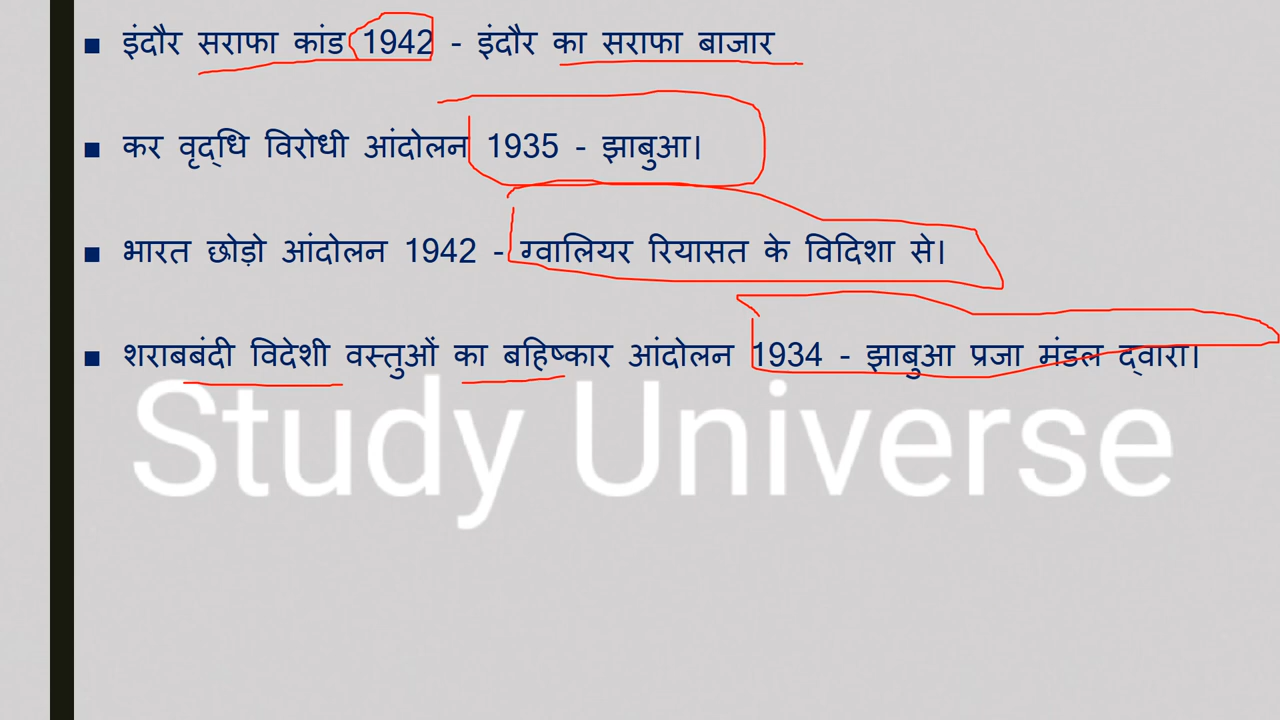 ▪ इंदौर सराफा कांड 1942 - इंदौर का सराफा बाजार
▪ कर वृद्धि विरोधी आंदोलन 1935 - झाबुआ।
▪ भारत छोड़ो आंदोलन 1942 - ग्वालियर रियासत के विदिशा से।
▪ शराबबंदी विदेशी वस्तुओं का बहिष्कार आंदोलन 1934 - झाबुआ प्रजा मंडल द्वारा।
Study Universe